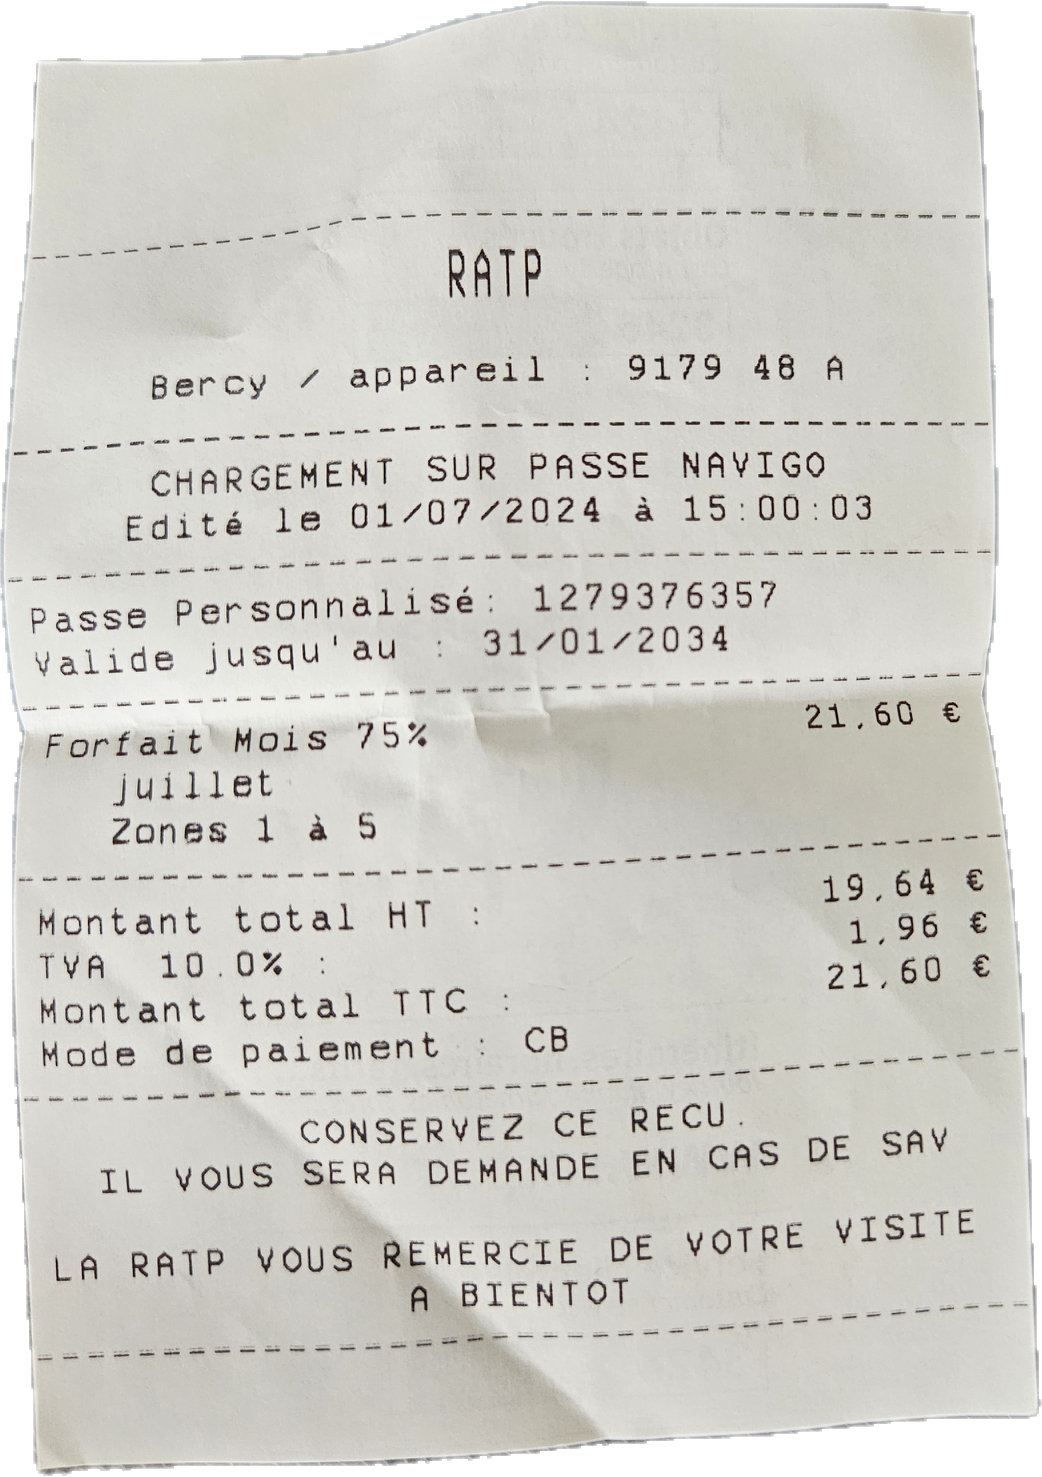 RATP
Bercy / appareil : 9179 48 A
CHARGEMENT SUR PASSE NAVIGO
Edité le 01/07/2024 à 15:00:03
Passe Personnalisé: 1279376357
Valide jusqu'au : 31/01/2034
Forfait Mois 75% 21,60 €
juillet
Zones 1 à 5
Montant total HT : 19,64 €
TVA 10.0% : 1,96 €
Montant total TTC : 21,60 €
Mode de paiement : CB
CONSERVEZ CE RECU.
IL VOUS SERA DEMANDE EN CAS DE SAV
LA RATP VOUS REMERCIE DE VOTRE VISITE
A BIENTOT